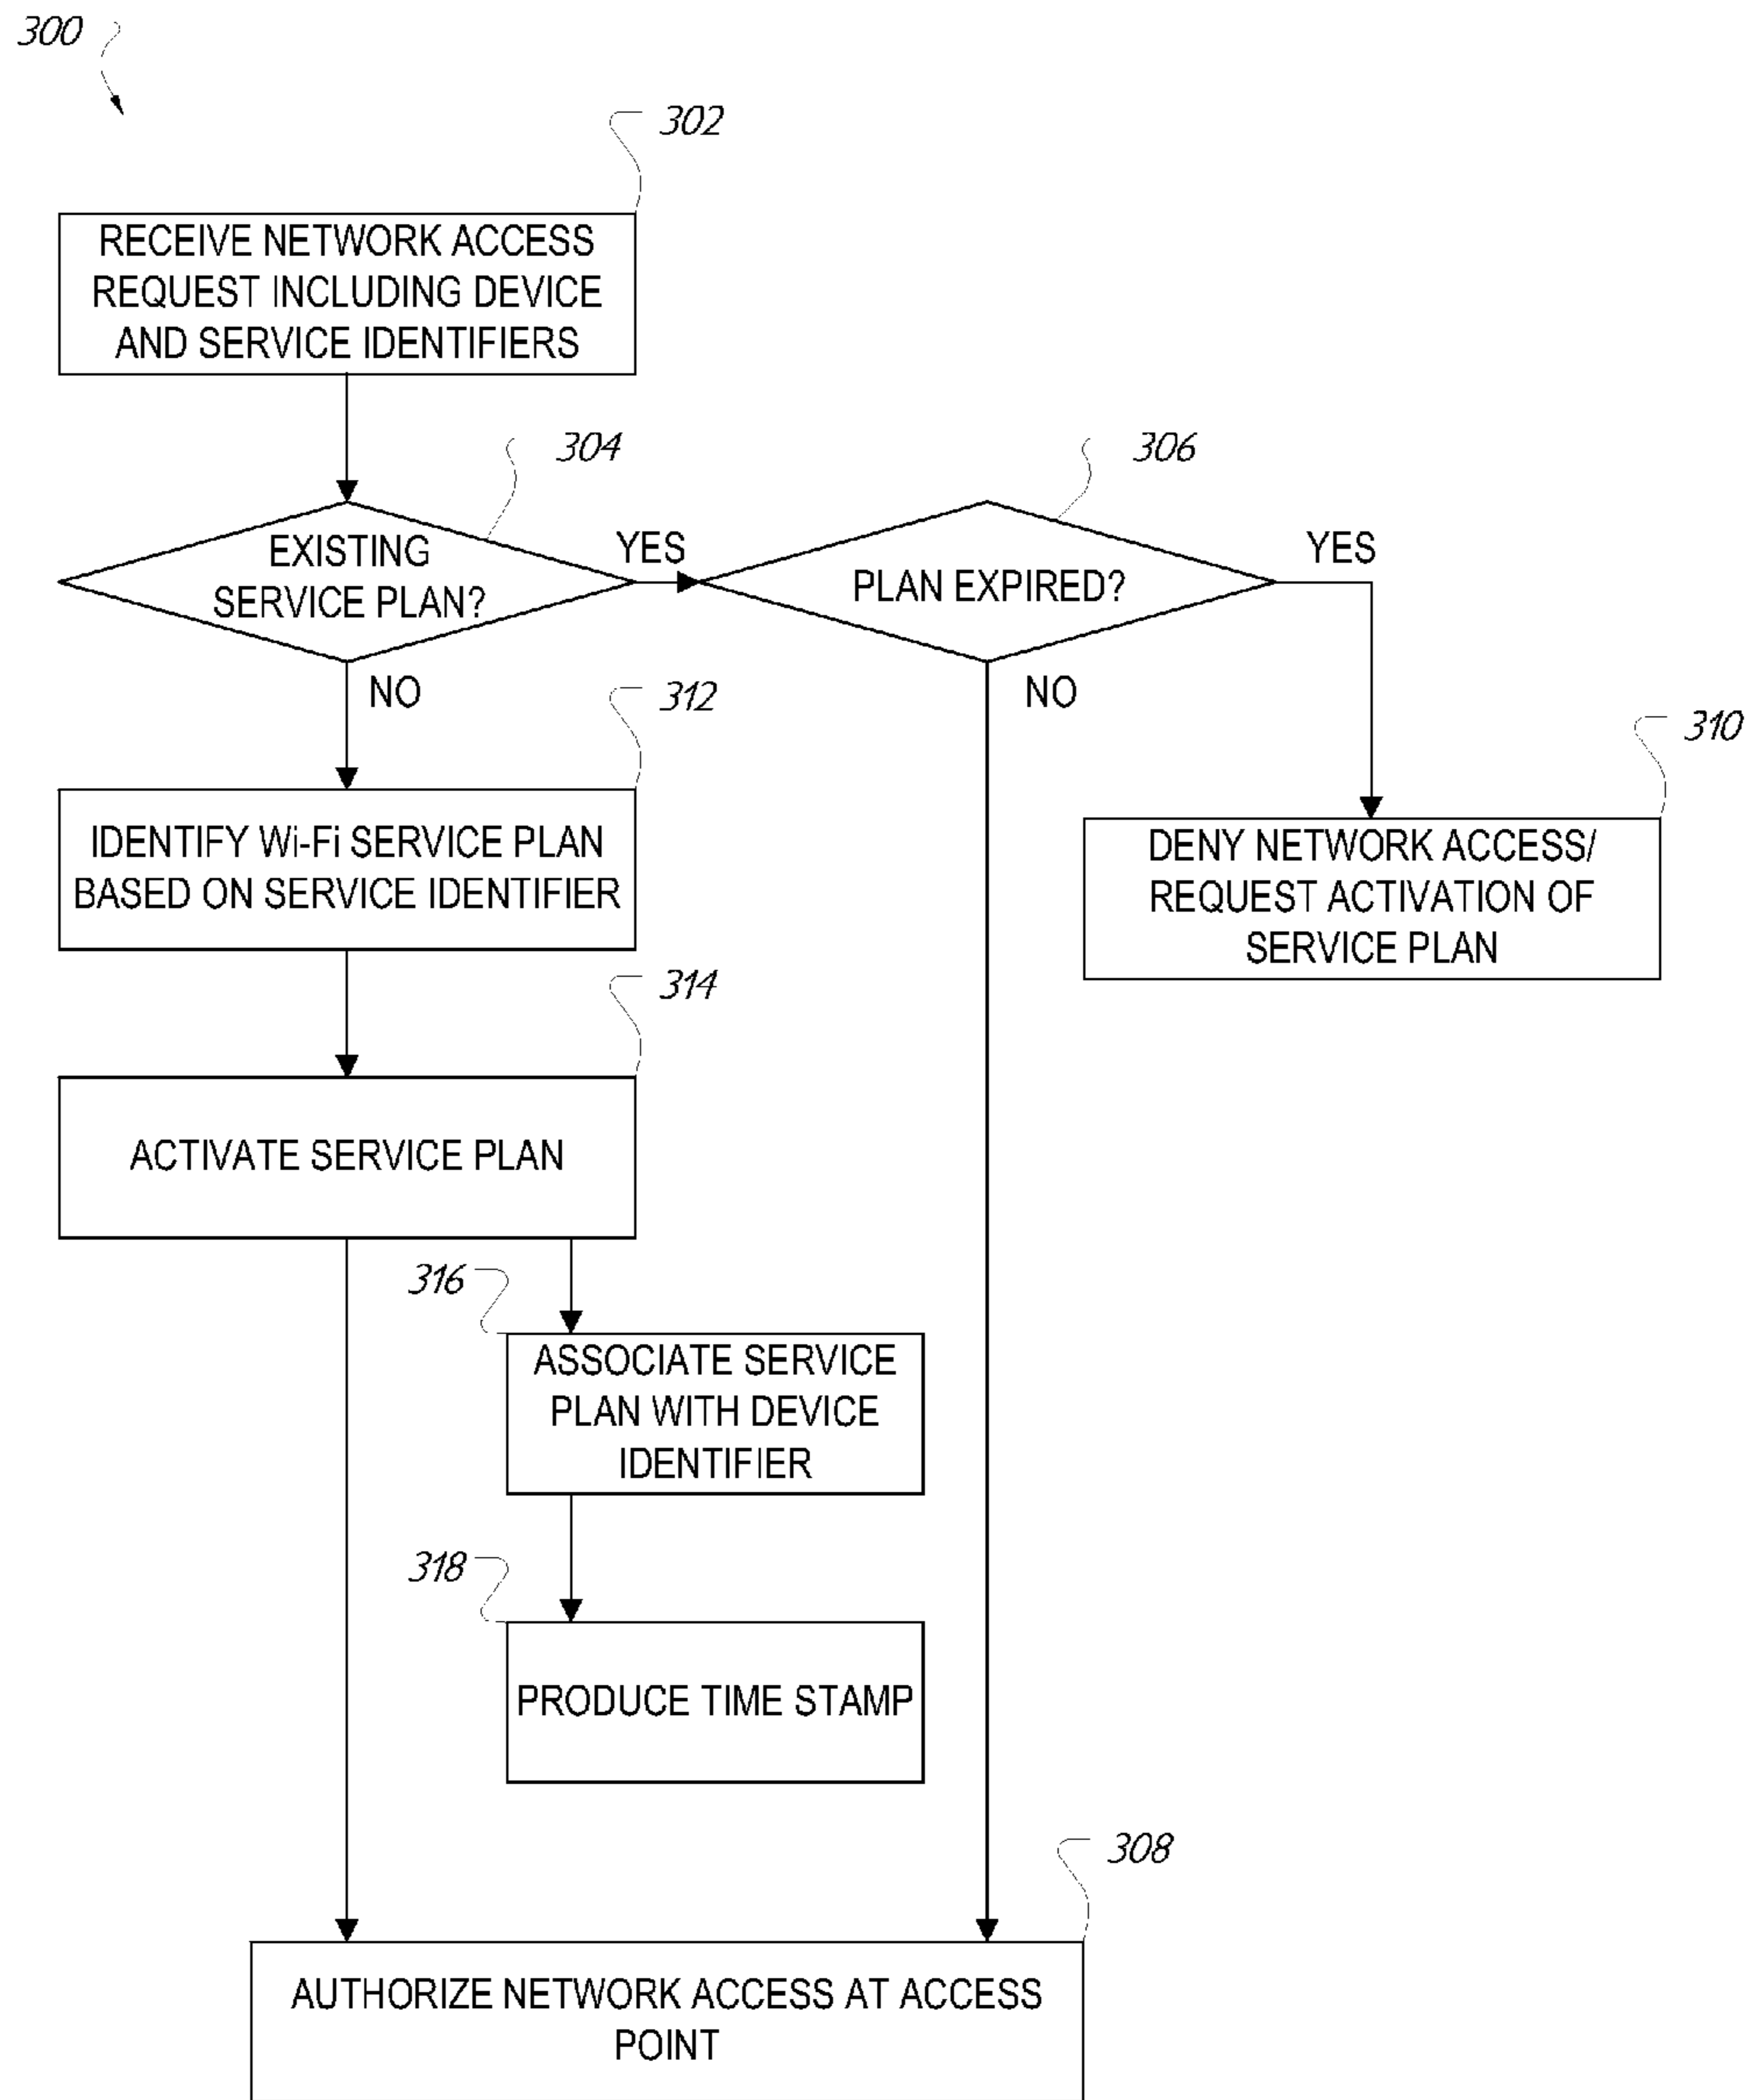 300
302
RECEIVE NETWORK ACCESS
REQUEST INCLUDING DEVICE
AND SERVICE IDENTIFIERS
304
306
EXISTING
SERVICE PLAN?
YES
PLAN EXPIRED?
YES
NO
NO
312
310
IDENTIFY Wi-Fi SERVICE PLAN
BASED ON SERVICE IDENTIFIER
DENY NETWORK ACCESS/
REQUEST ACTIVATION OF
SERVICE PLAN
314
ACTIVATE SERVICE PLAN
316
ASSOCIATE SERVICE
PLAN WITH DEVICE
IDENTIFIER
318
PRODUCE TIME STAMP
308
AUTHORIZE NETWORK ACCESS AT ACCESS
POINT